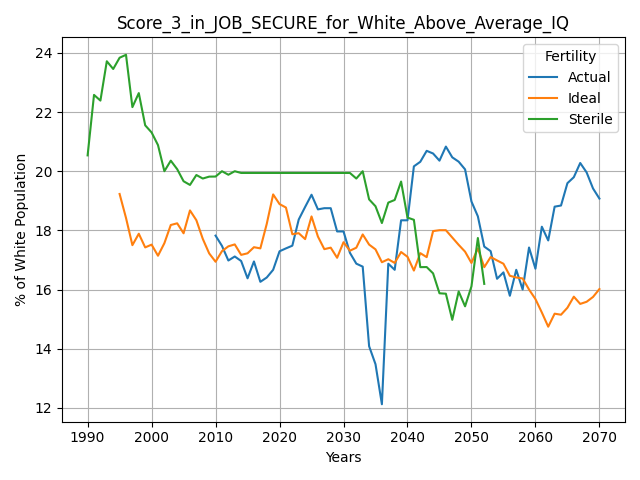 Score_3_in_JOB_SECURE_for_White_Above_Average_IQ
Fertility
Actual
Ideal
Sterile
% of White Population
24
22
20
18
16
14
12
1990 2000 2010 2020 2030 2040 2050 2060 2070
Years